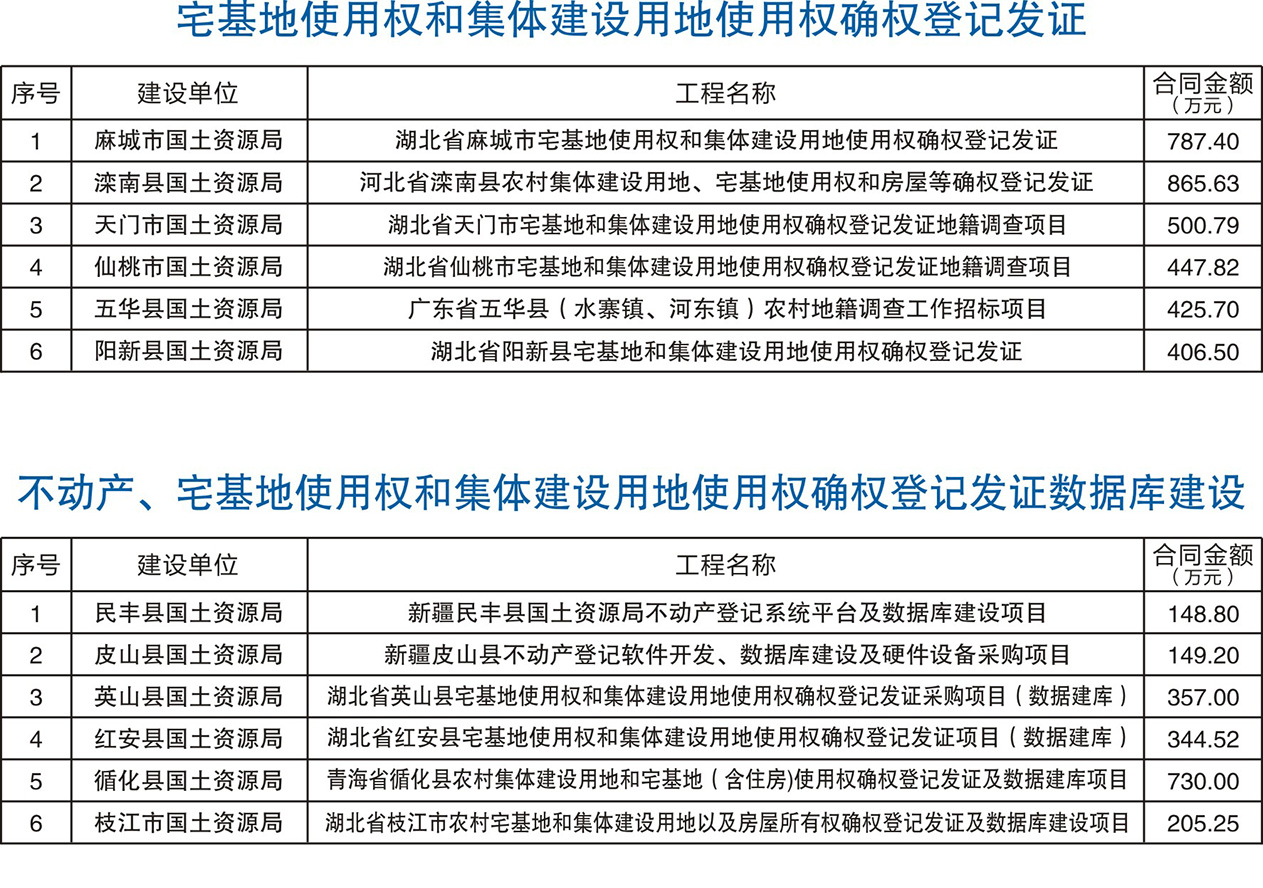 宅基地使用权和集体建设用地使用权确权登记发证
序号 建设单位 工程名称 合同金额（万元）
1 麻城市国土资源局 湖北省麻城市宅基地使用权和集体建设用地使用权确权登记发证 787.40
2 滦南县国土资源局 河北省滦南县农村集体建设用地、宅基地使用权和房屋等确权登记发证 865.63
3 天门市国土资源局 湖北省天门市宅基地和集体建设用地使用权确权登记发证地籍调查项目 500.79
4 仙桃市国土资源局 湖北省仙桃市宅基地和集体建设用地使用权确权登记发证地籍调查项目 447.82
5 五华县国土资源局 广东省五华县（水寨镇、河东镇）农村地籍调查工作招标项目 425.70
6 阳新县国土资源局 湖北省阳新县宅基地和集体建设用地使用权确权登记发证 406.50
不动产、宅基地使用权和集体建设用地使用权确权登记发证数据库建设
序号 建设单位 工程名称 合同金额（万元）
1 民丰县国土资源局 新疆民丰县国土资源局不动产登记系统平台及数据库建设项目 148.80
2 皮山县国土资源局 新疆皮山县不动产登记软件开发、数据库建设及硬件设备采购项目 149.20
3 英山县国土资源局 湖北省英山县宅基地使用权和集体建设用地使用权确权登记发证采购项目（数据建库） 357.00
4 红安县国土资源局 湖北省红安县宅基地使用权和集体建设用地使用权确权登记发证项目（数据建库） 344.52
5 循化县国土资源局 青海省循化县农村集体建设用地和宅基地（含住房)使用权确权登记发证及数据建库项目 730.00
6 枝江市国土资源局 湖北省枝江市农村宅基地和集体建设用地以及房屋所有权确权登记发证及数据库建设项目 205.25